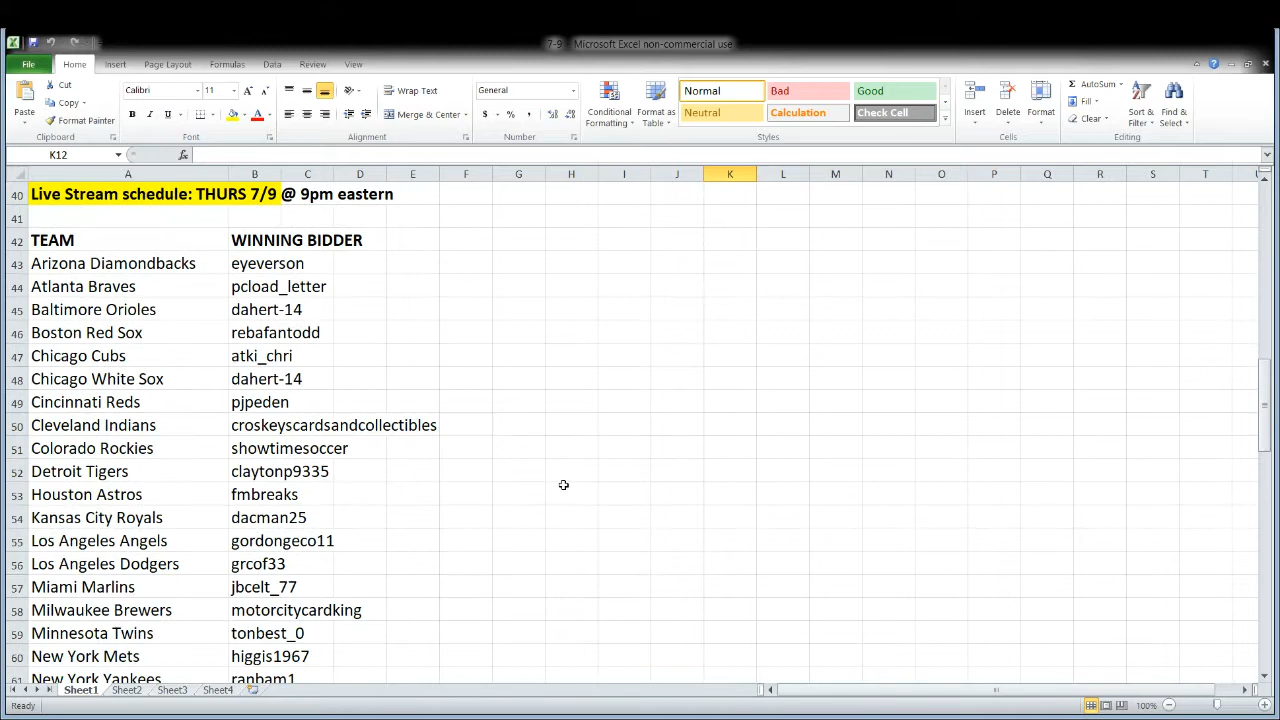 7-9 - Microsoft Excel non-commercial use
File Home Insert Page Layout Formulas Data Review View
Paste
Cut
Copy
Format Painter
Clipboard
Calibri 11
B I U
Font
Wrap Text
Merge & Center
Alignment
General
$ % ,
Number
Conditional Formatting
Format as Table
Normal Bad Good
Neutral Calculation Check Cell
Styles
Insert Delete Format
Cells
AutoSum
Fill
Clear
Sort & Filter
Find & Select
Editing
K12 fx
A B C D E F G H I J K L M N O P Q R S T U
40 Live Stream schedule: THURS 7/9 @ 9pm eastern
41
42 TEAM WINNING BIDDER
43 Arizona Diamondbacks eyeverson
44 Atlanta Braves pcload_letter
45 Baltimore Orioles dahert-14
46 Boston Red Sox rebafantodd
47 Chicago Cubs atki_chri
48 Chicago White Sox dahert-14
49 Cincinnati Reds pjpeden
50 Cleveland Indians croskeyscardsandcollectibles
51 Colorado Rockies showtimesoccer
52 Detroit Tigers claytonp9335
53 Houston Astros fmbreaks
54 Kansas City Royals dacman25
55 Los Angeles Angels gordongeco11
56 Los Angeles Dodgers grcof33
57 Miami Marlins jbcelt_77
58 Milwaukee Brewers motorcitycardking
59 Minnesota Twins tonbest_0
60 New York Mets higgis1967
61 New York Yankees ranbam1
Sheet1 Sheet2 Sheet3 Sheet4
Ready 100%